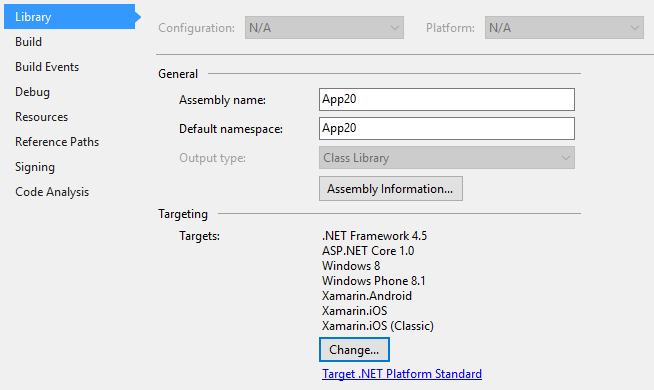 Library
Build
Build Events
Debug
Resources
Reference Paths
Signing
Code Analysis
Configuration: N/A Platform: N/A
General
Assembly name: App20
Default namespace: App20
Output type: Class Library
Assembly Information...
Targeting
Targets: .NET Framework 4.5
ASP.NET Core 1.0
Windows 8
Windows Phone 8.1
Xamarin.Android
Xamarin.iOS
Xamarin.iOS (Classic)
Change...
Target .NET Platform Standard